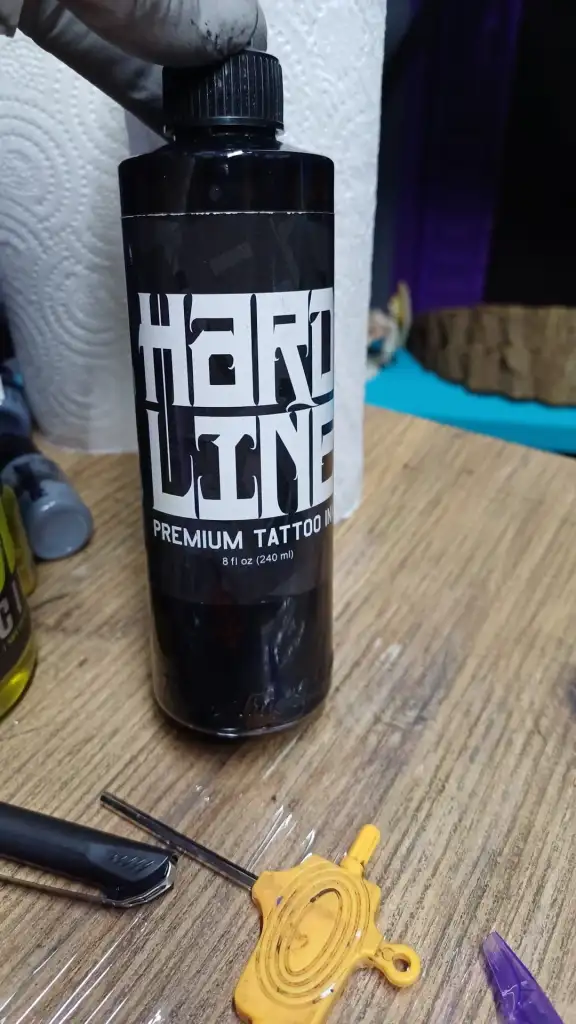 HARD
LINE
PREMIUM TATTOO IN
8 fl oz (240 ml)